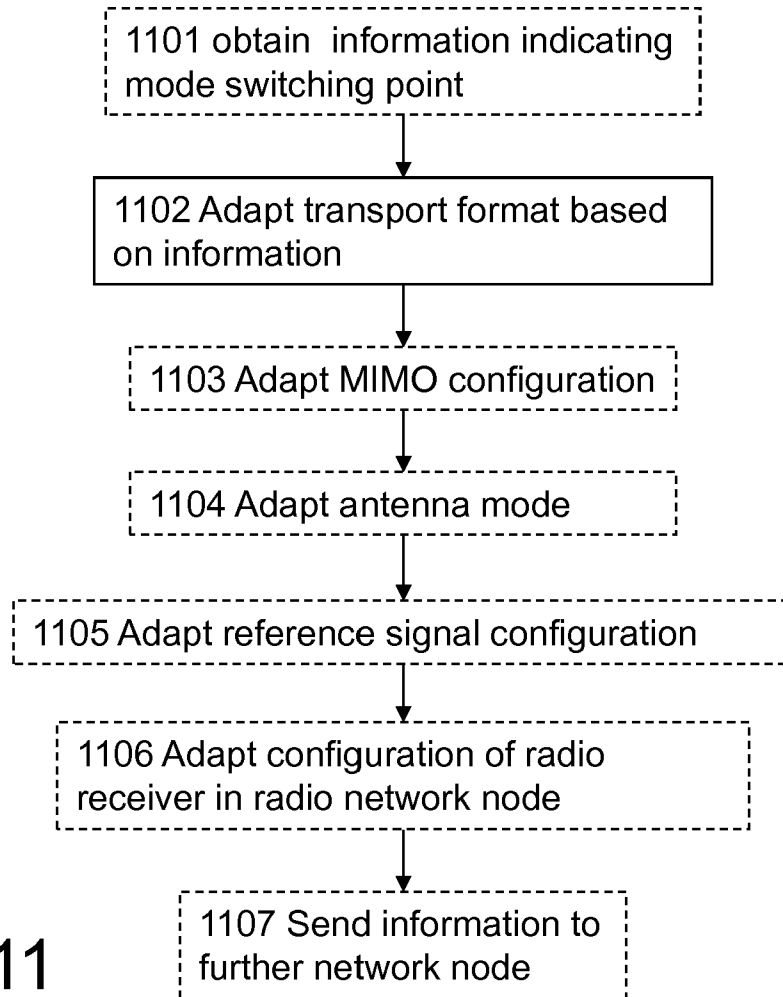 1101 obtain information indicating
mode switching point
1102 Adapt transport format based
on information
1103 Adapt MIMO configuration
1104 Adapt antenna mode
1105 Adapt reference signal configuration
1106 Adapt configuration of radio
receiver in radio network node
1107 Send information to
further network node
11